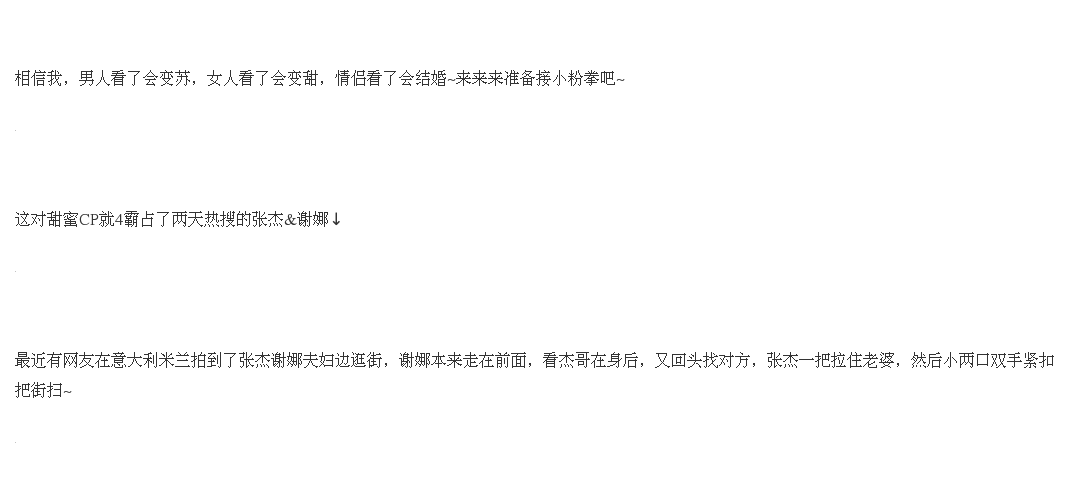 相信我，男人看了会变苏，女人看了会变甜，情侣看了会结婚~来来来准备接小粉拳吧~
这对甜蜜CP就4霸占了两天热搜的张杰&谢娜↓
最近有网友在意大利米兰拍到了张杰谢娜夫妇边逛街，谢娜本来走在前面，看杰哥在身后，又回头找对方，张杰一把拉住老婆，然后小两口双手紧扣
把街扫~